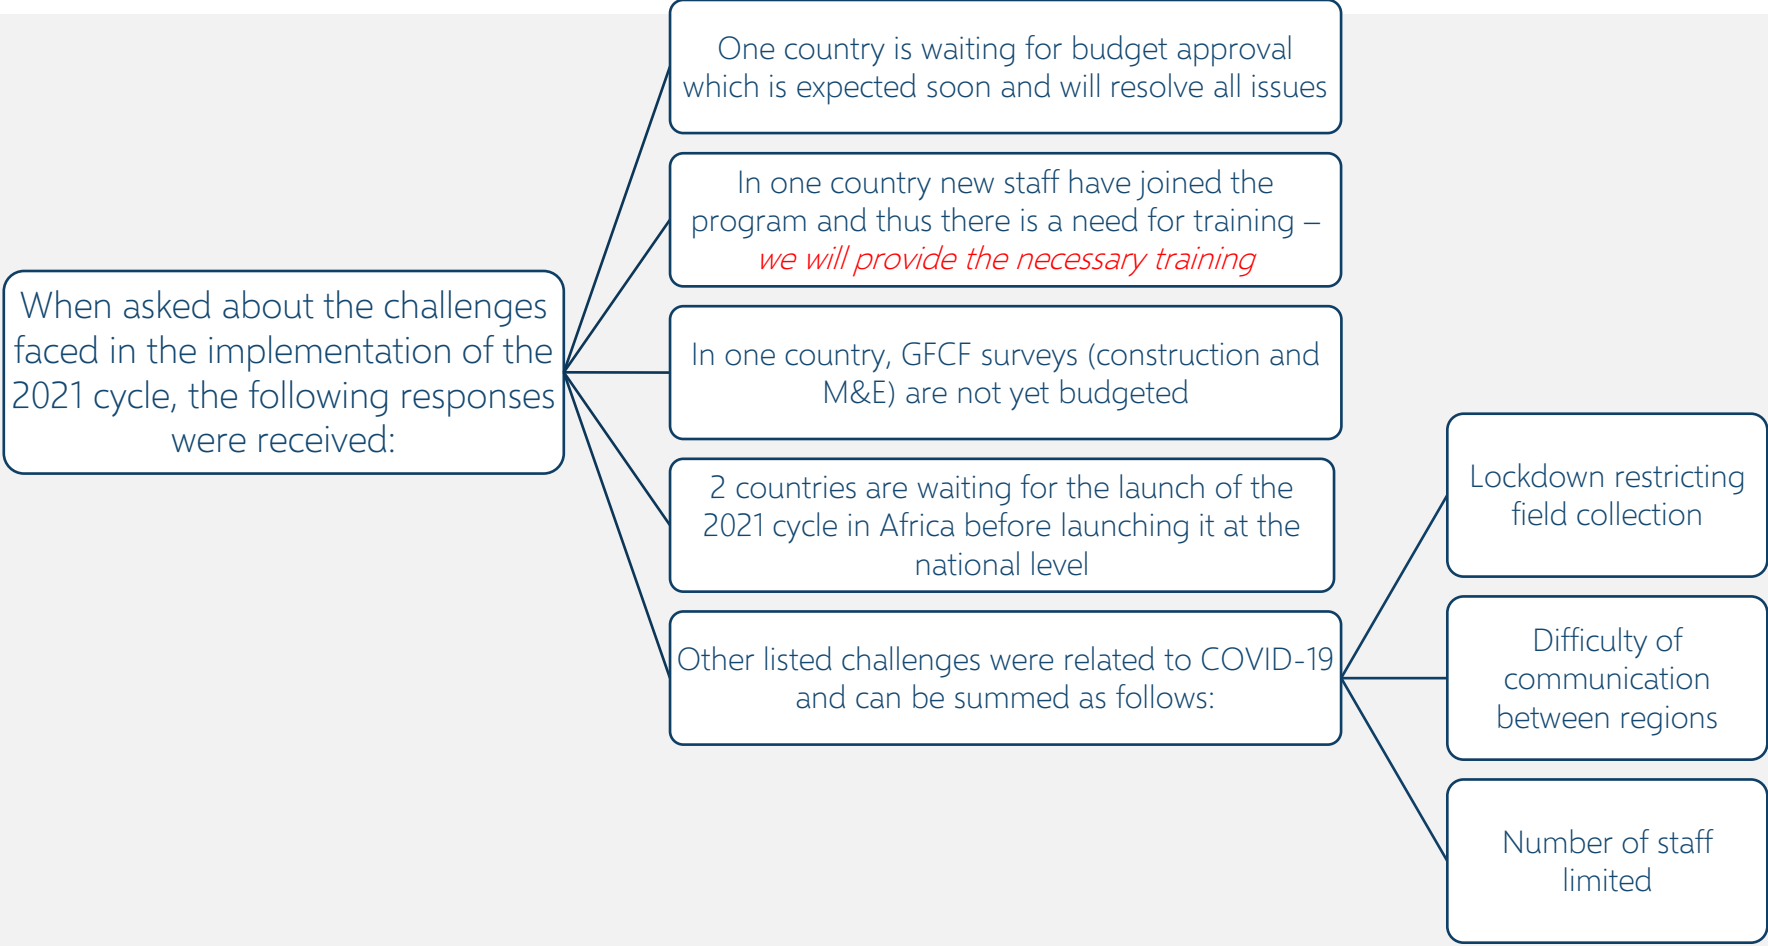 When asked about the challenges
faced in the implementation of the
2021 cycle, the following responses
were received:
One country is waiting for budget approval
which is expected soon and will resolve all issues
In one country new staff have joined the
program and thus there is a need for training –
we will provide the necessary training
In one country, GFCF surveys (construction and
M&E) are not yet budgeted
2 countries are waiting for the launch of the
2021 cycle in Africa before launching it at the
national level
Other listed challenges were related to COVID-19
and can be summed as follows:
Lockdown restricting
field collection
Difficulty of
communication
between regions
Number of staff
limited